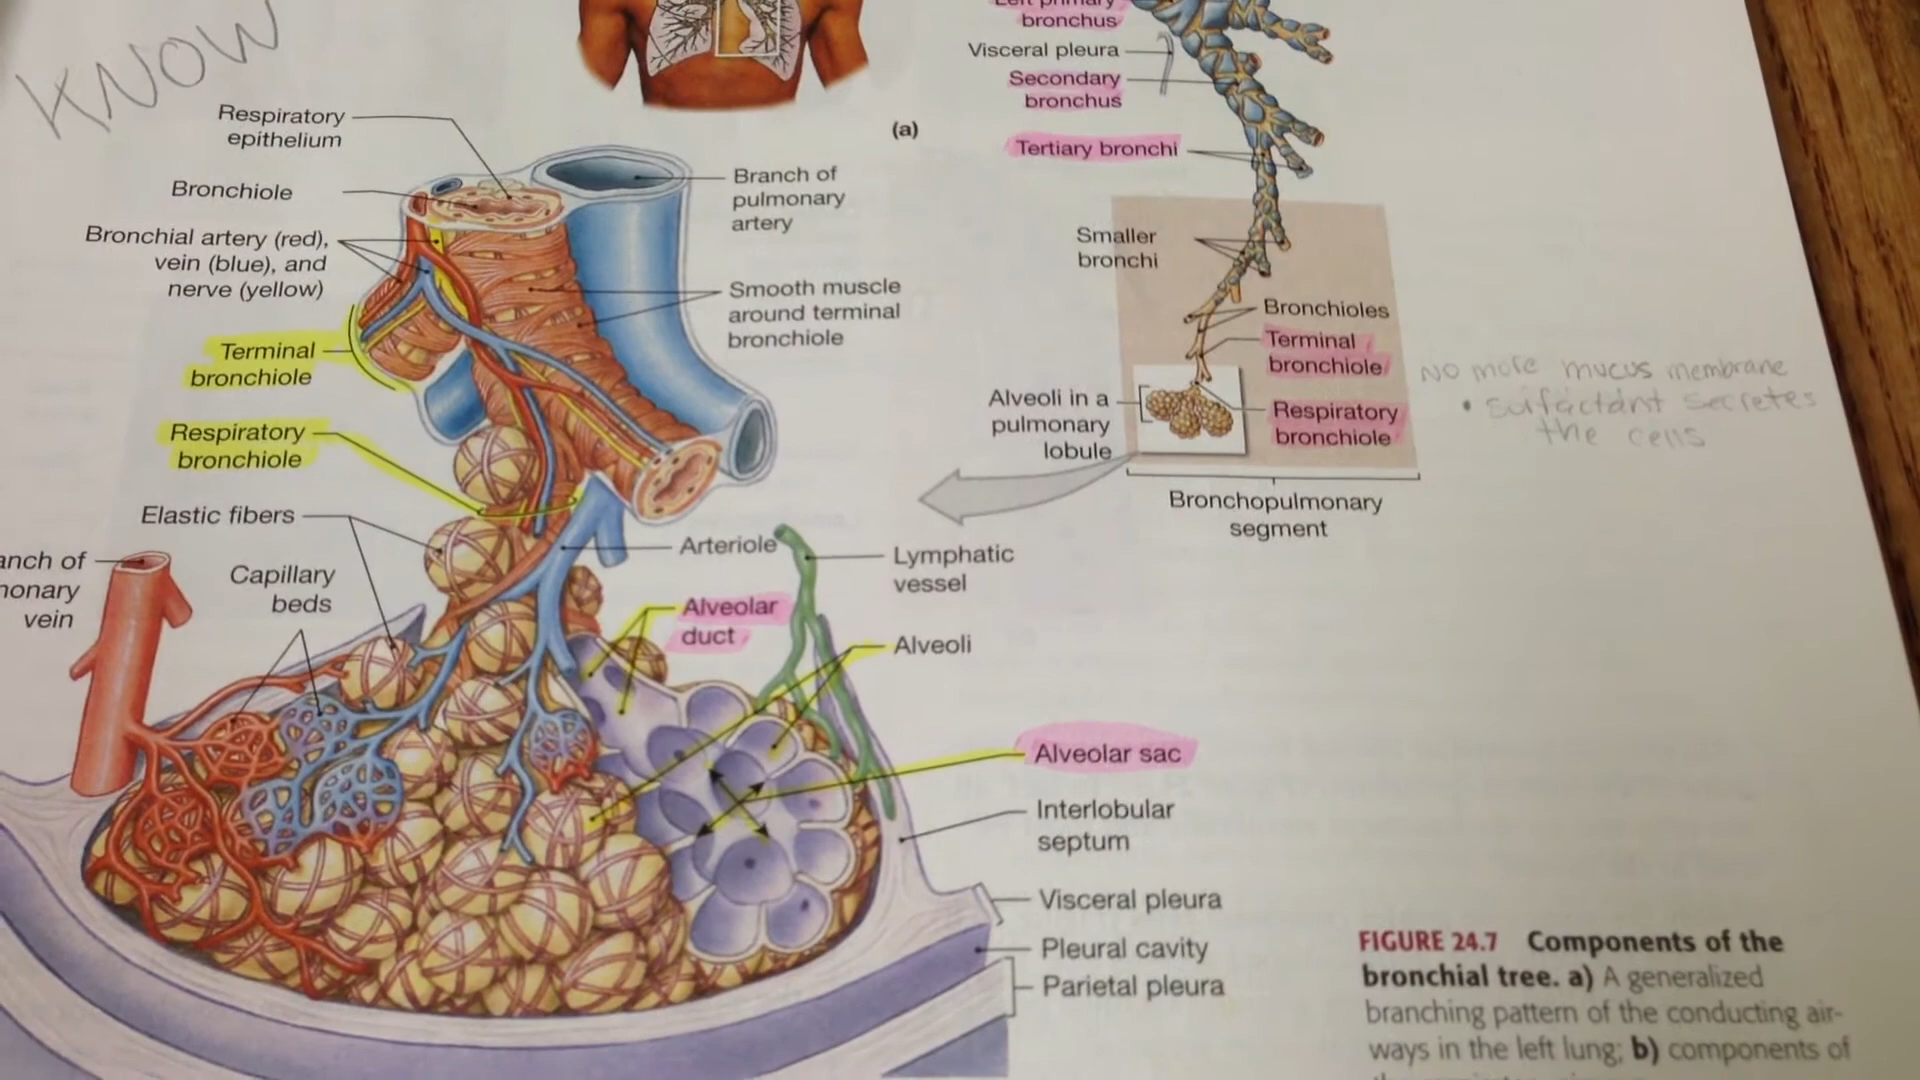 KNOW
Left primary
bronchus
Visceral pleura
Secondary
bronchus
(a)
Tertiary bronchi
Respiratory
epithelium
Bronchiole
Bronchial artery (red),
vein (blue), and
nerve (yellow)
Terminal
bronchiole
Respiratory
bronchiole
Elastic fibers
anch of
monary
vein
Capillary
beds
Branch of
pulmonary
artery
Smooth muscle
around terminal
bronchiole
Arteriole
Lymphatic
vessel
Alveolar
duct
Alveoli
Alveolar sac
Interlobular
septum
Visceral pleura
Pleural cavity
Parietal pleura
Smaller
bronchi
Bronchioles
Terminal
bronchiole
Respiratory
bronchiole
Alveoli in a
pulmonary
lobule
Bronchopulmonary
segment
No more mucus membrane
• surfactant secretes
the cells
FIGURE 24.7 Components of the
bronchial tree. a) A generalized
branching pattern of the conducting air-
ways in the left lung; b) components of